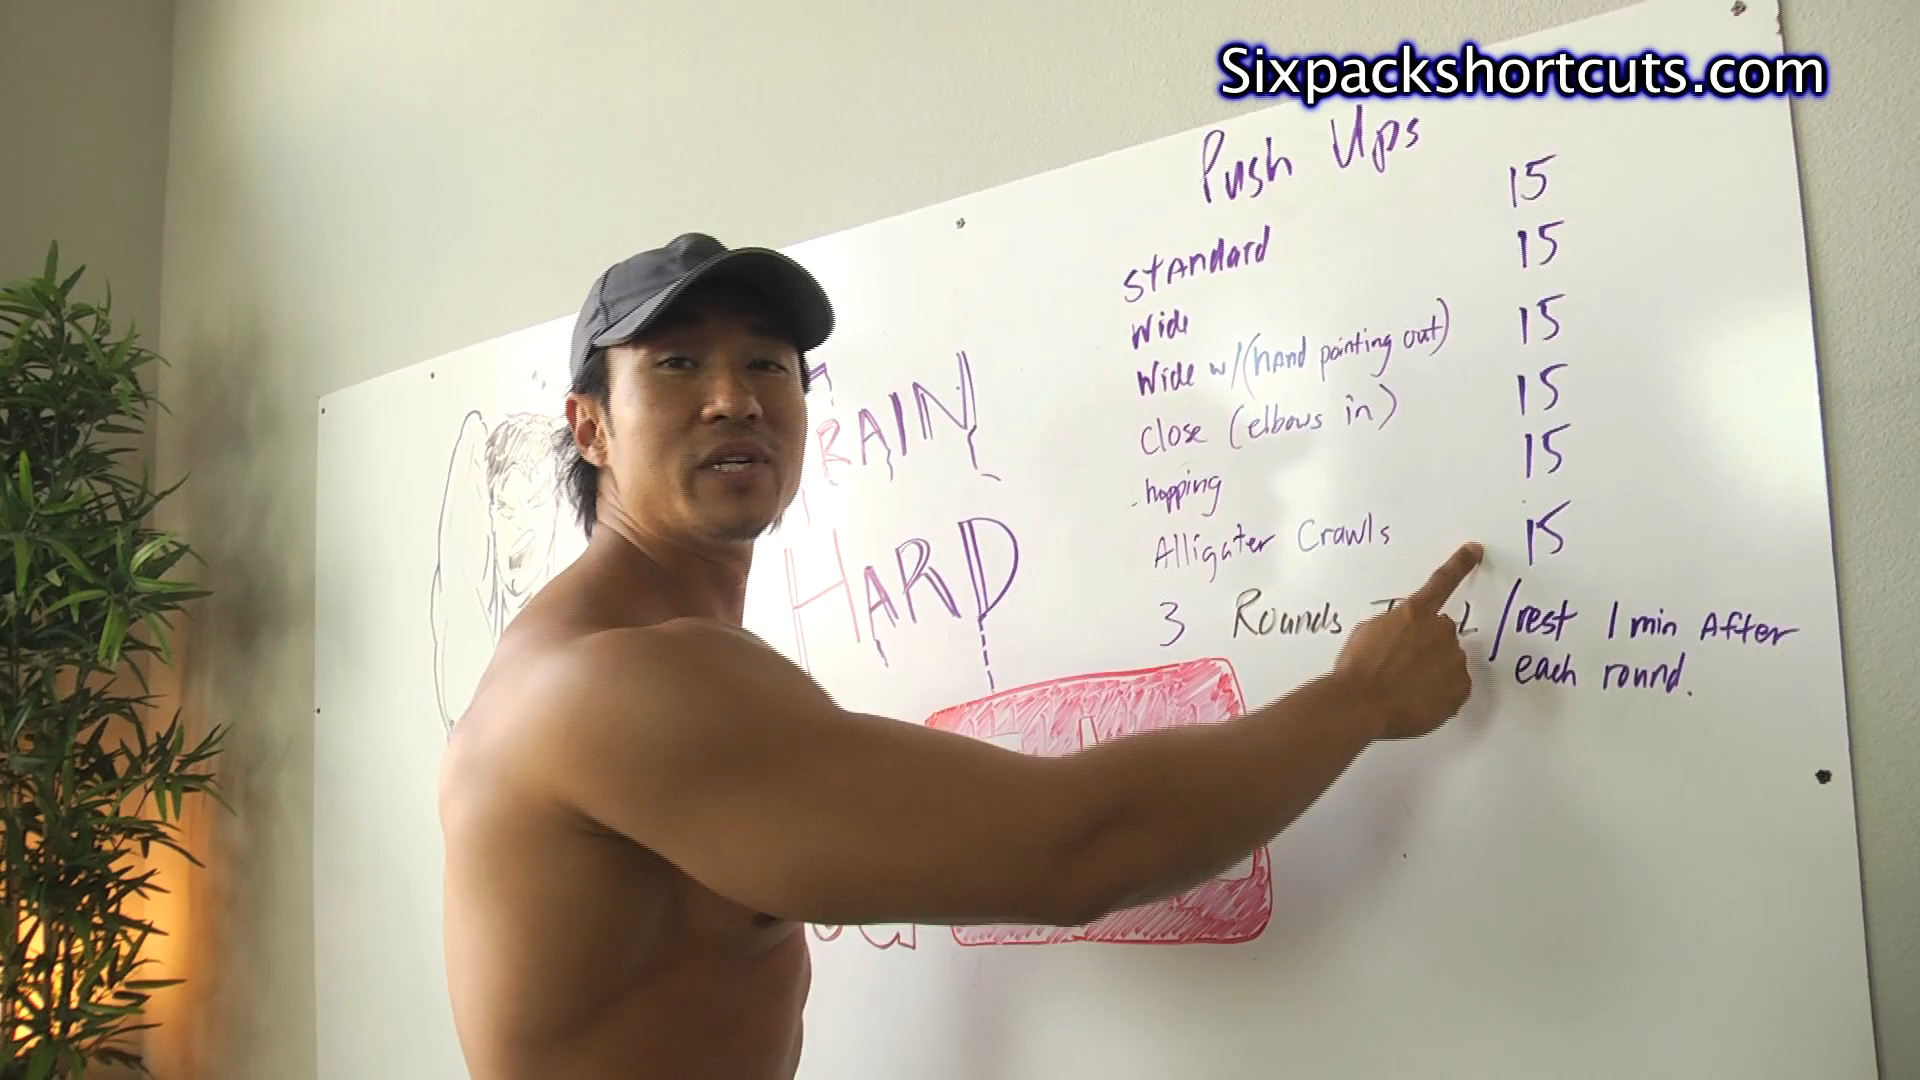 Sixpackshortcuts.com
Push Ups
standard 15
Wide 15
Wide w/(hand pointing out) 15
close (elbows in) 15
hopping 15
Alligater Crawls 15
3 Rounds /rest 1 min After
each round.
HARD